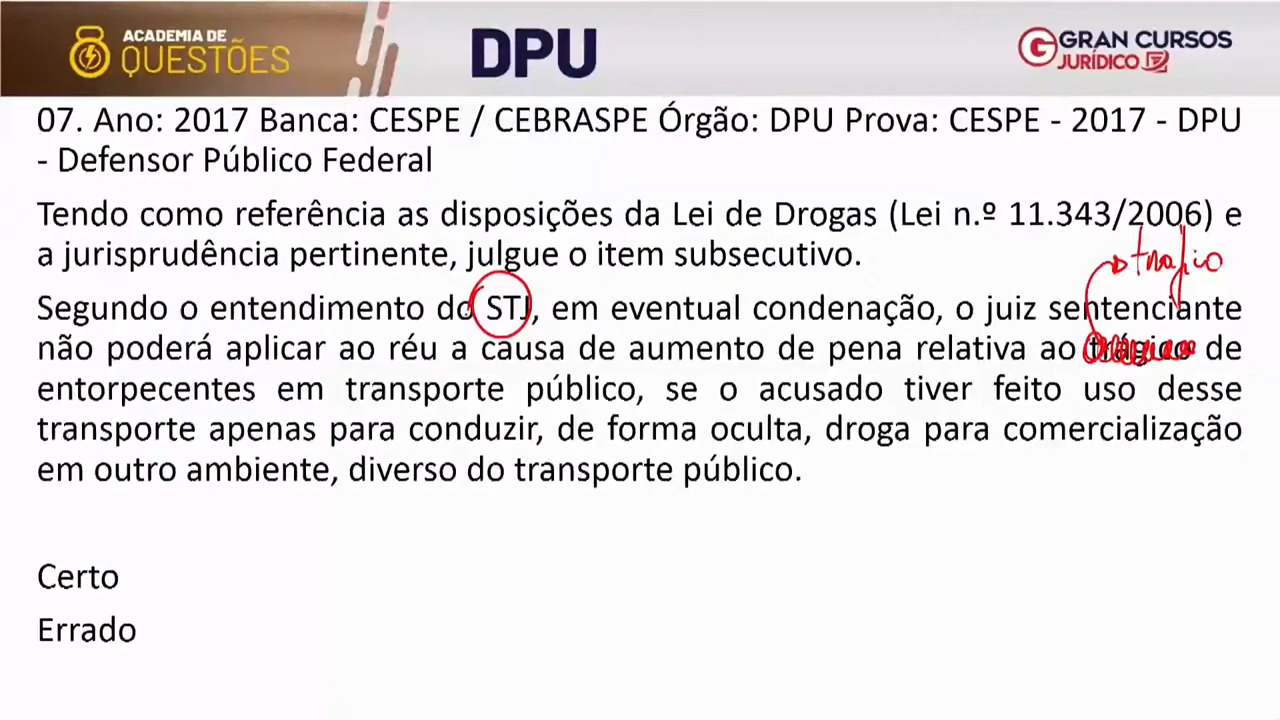 ACADEMIA DE
QUESTÕES
DPU
GRAN CURSOS
JURÍDICO
07. Ano: 2017 Banca: CESPE / CEBRASPE Órgão: DPU Prova: CESPE - 2017 - DPU
- Defensor Público Federal
Tendo como referência as disposições da Lei de Drogas (Lei n.º 11.343/2006) e
a jurisprudência pertinente, julgue o item subsecutivo.
tráfico
Segundo o entendimento do STJ, em eventual condenação, o juiz sentenciante
não poderá aplicar ao réu a causa de aumento de pena relativa ao trágico de
entorpecentes em transporte público, se o acusado tiver feito uso desse
transporte apenas para conduzir, de forma oculta, droga para comercialização
em outro ambiente, diverso do transporte público.
Certo
Errado